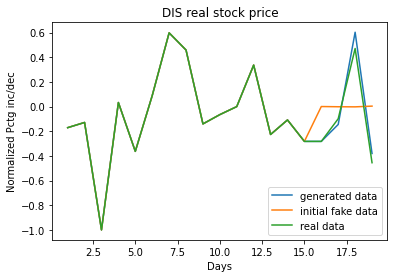 DIS real stock price
Normalized Pctg inc/dec
0.6
0.4
0.2
0.0
−0.2
−0.4
−0.6
−0.8
−1.0
generated data
initial fake data
real data
2.5 5.0 7.5 10.0 12.5 15.0 17.5
Days